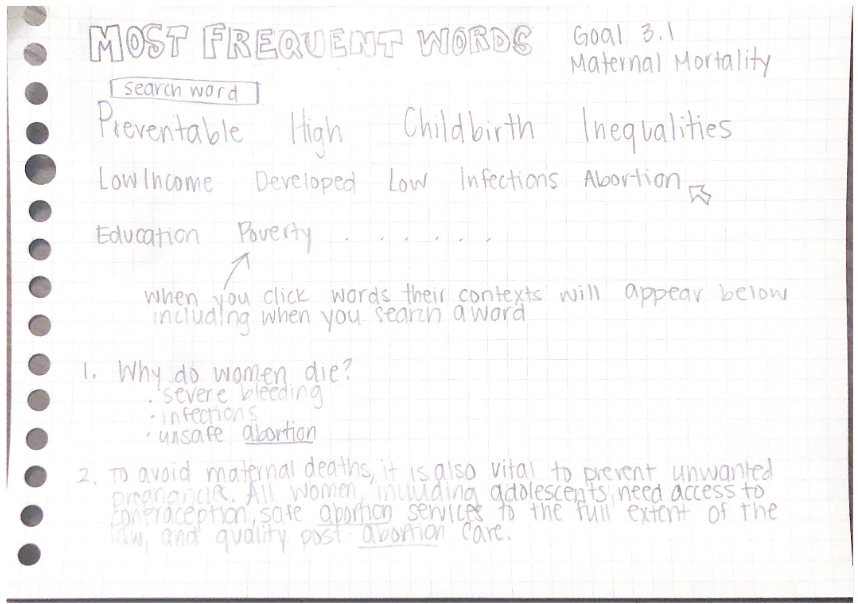 MOST FREQUENT WORDS
Goal 3.1
Maternal Mortality
search word
Preventable High Childbirth Inequalities
Low Income Developed Low Infections Abortion
Education Poverty . . . . . .
when you click words their contexts will appear below
including when you search a word
1. Why do women die?
· severe bleeding
· infections
· unsafe abortion
2. To avoid maternal deaths, it is also vital to prevent unwanted
pregnancies. All women, including adolescents, need access to
contraception, safe abortion services to the full extent of the
law, and quality post-abortion care.